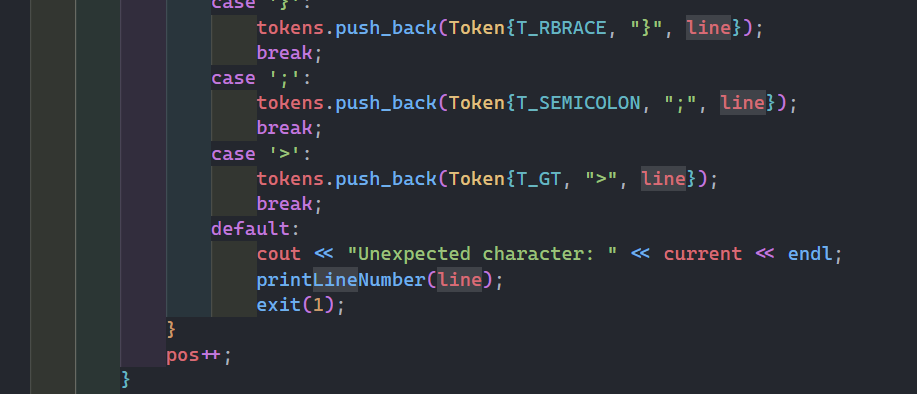 case '}':
tokens.push_back(Token{T_RBRACE, "}", line});
break;
case ';':
tokens.push_back(Token{T_SEMICOLON, ";", line});
break;
case '>':
tokens.push_back(Token{T_GT, ">", line});
break;
default:
cout << "Unexpected character: " << current << endl;
printLineNumber(line);
exit(1);
}
pos++;
}